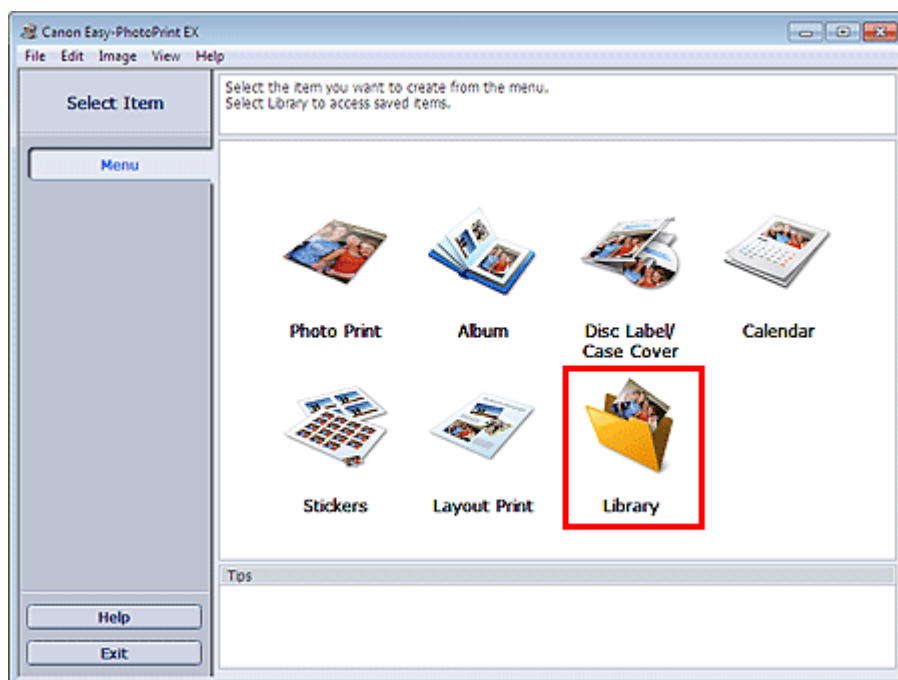 Canon Easy-PhotoPrint EX
File Edit Image View Help
Select Item
Select the item you want to create from the menu.
Select Library to access saved items.
Menu
Photo Print
Album
Disc Label/
Case Cover
Calendar
Stickers
Layout Print
Library
Tips
Help
Exit